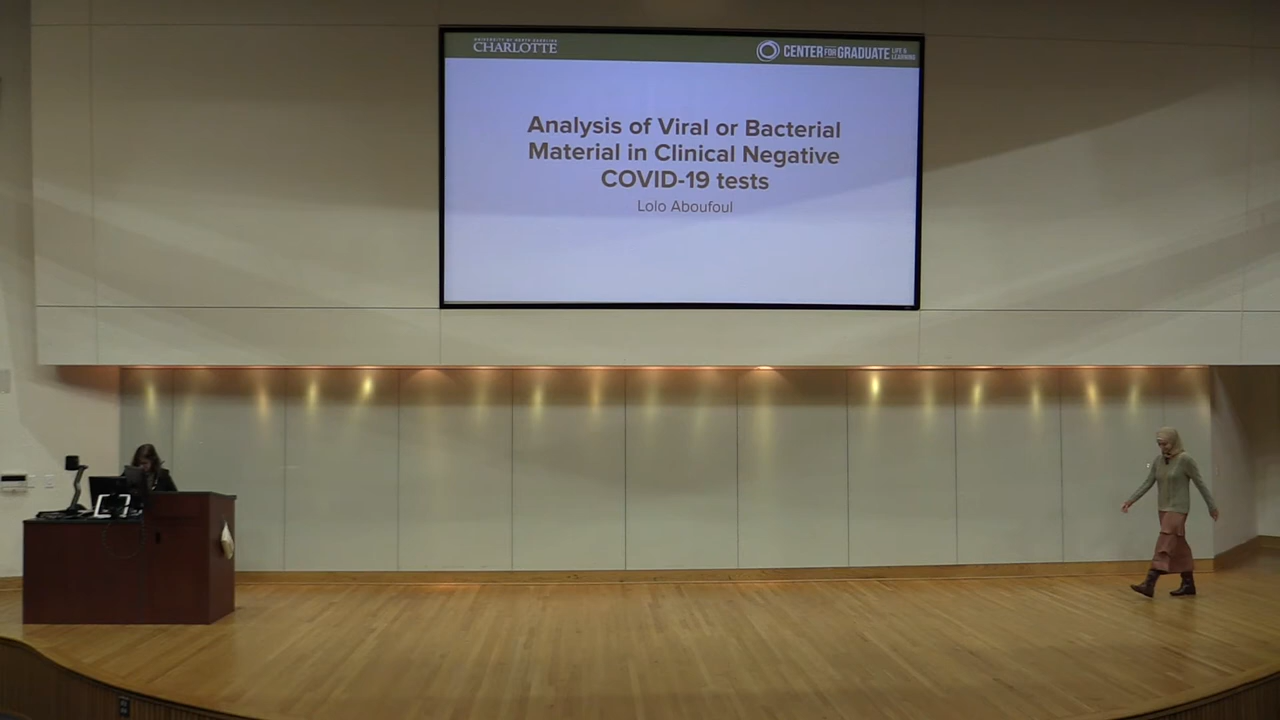 UNIVERSITY OF NORTH CAROLINA
CHARLOTTE
CENTER FOR GRADUATE LIFE & LEARNING
Analysis of Viral or Bacterial
Material in Clinical Negative
COVID-19 tests
Lolo Aboufoul